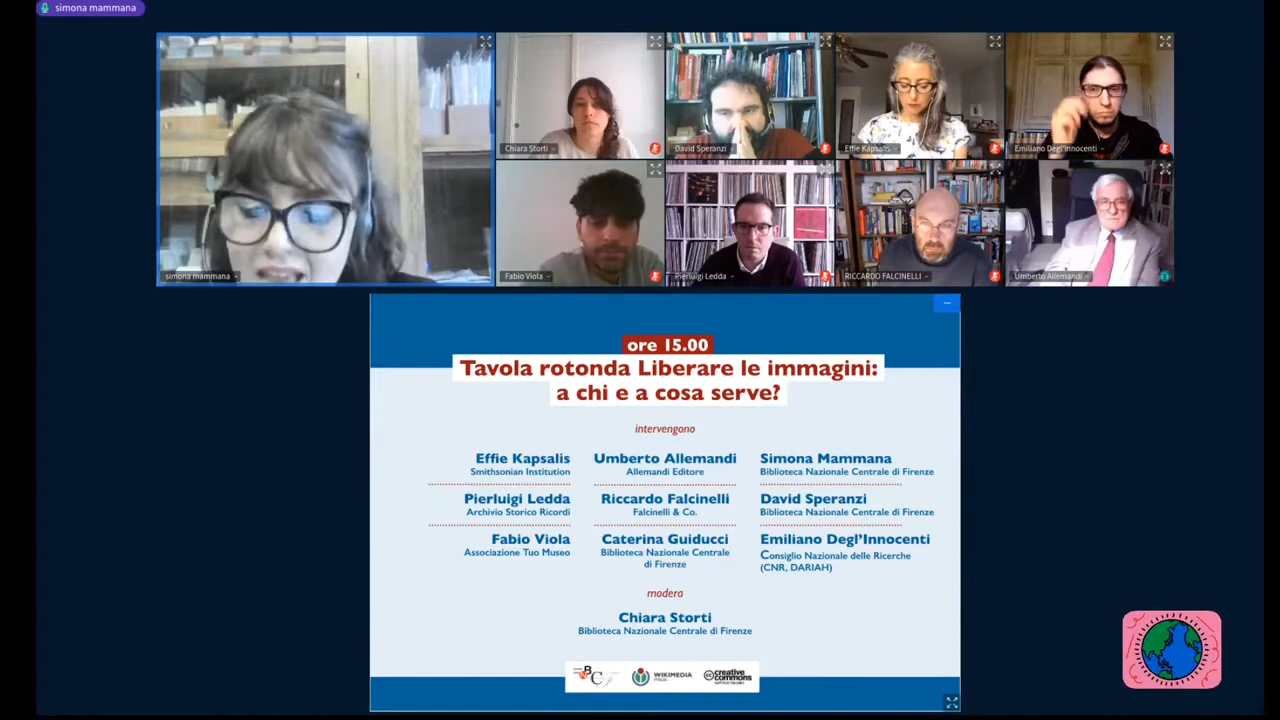 simona mammana
simona mammana
Chiara Storti
David Speranzi
Effie Kapsalis
Emiliano Degl'Innocenti
Fabio Viola
Pierluigi Ledda
RICCARDO FALCINELLI
Umberto Allemandi
ore 15.00
Tavola rotonda Liberare le immagini:
a chi e a cosa serve?
intervengono
Effie Kapsalis
Smithsonian Institution
Umberto Allemandi
Allemandi Editore
Simona Mammana
Biblioteca Nazionale Centrale di Firenze
Pierluigi Ledda
Archivio Storico Ricordi
Riccardo Falcinelli
Falcinelli & Co.
David Speranzi
Biblioteca Nazionale Centrale di Firenze
Fabio Viola
Associazione Tuo Museo
Caterina Guiducci
Biblioteca Nazionale Centrale
di Firenze
Emiliano Degl'Innocenti
Consiglio Nazionale delle Ricerche
(CNR, DARIAH)
modera
Chiara Storti
Biblioteca Nazionale Centrale di Firenze
WIKIMEDIA
ITALIA
creative
commons